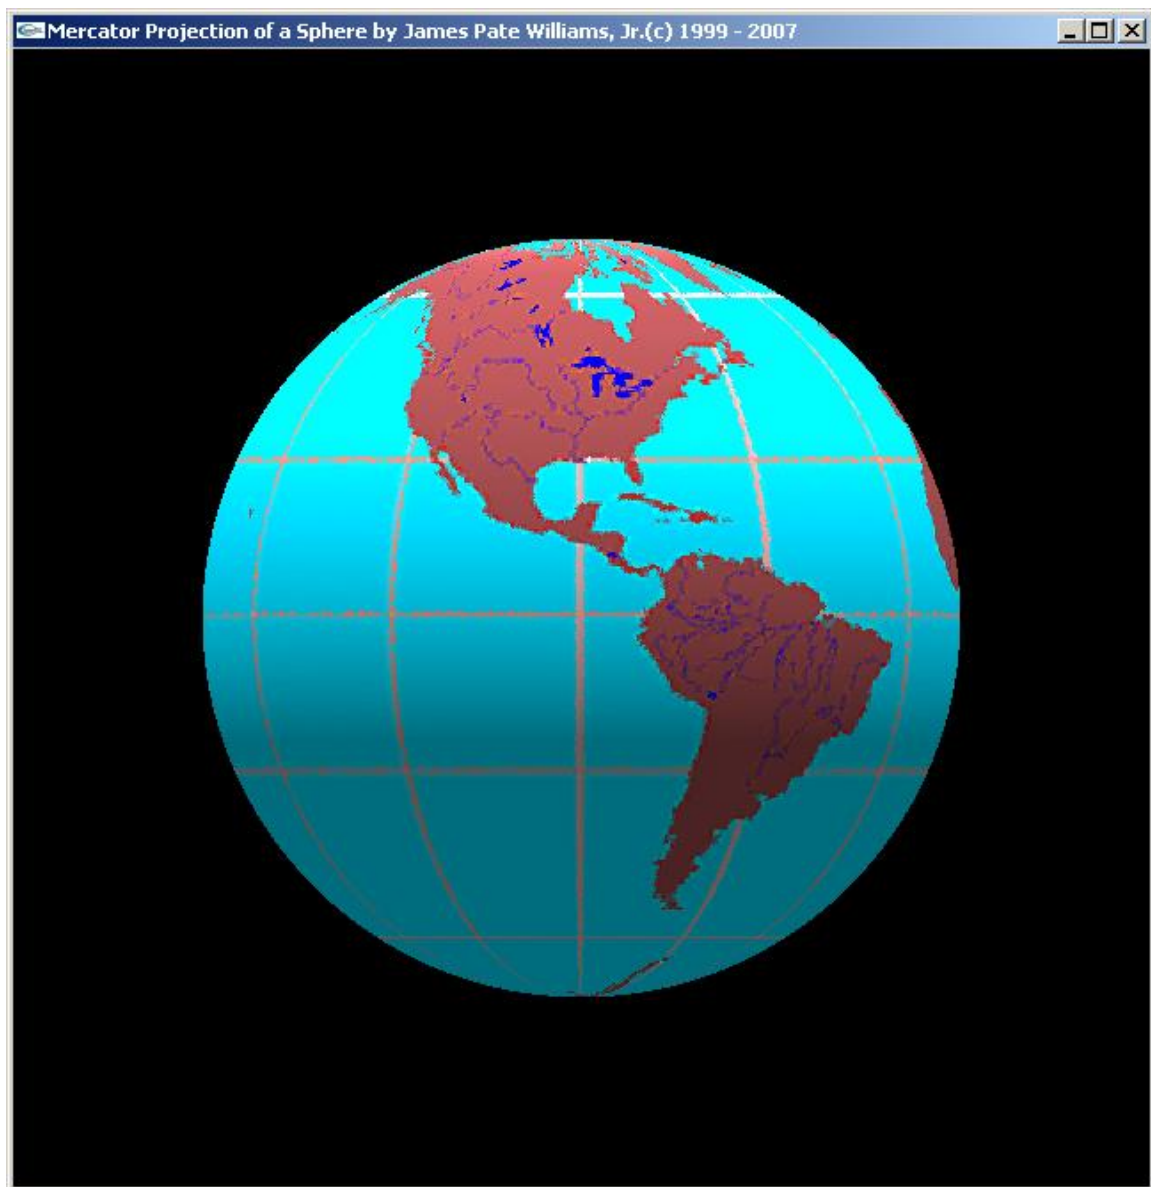 Mercator Projection of a Sphere by James Pate Williams, Jr.(c) 1999 - 2007